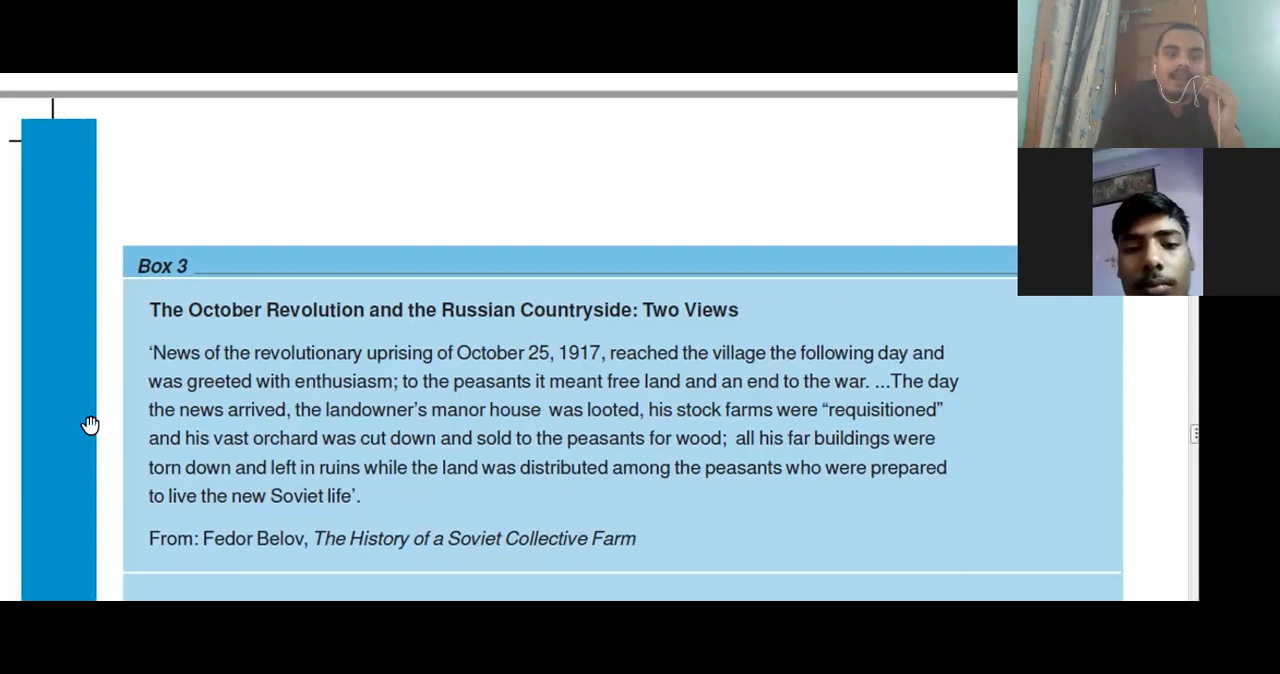 Box 3
The October Revolution and the Russian Countryside: Two Views
‘News of the revolutionary uprising of October 25, 1917, reached the village the following day and
was greeted with enthusiasm; to the peasants it meant free land and an end to the war. ...The day
the news arrived, the landowner’s manor house was looted, his stock farms were “requisitioned”
and his vast orchard was cut down and sold to the peasants for wood; all his far buildings were
torn down and left in ruins while the land was distributed among the peasants who were prepared
to live the new Soviet life’.
From: Fedor Belov, The History of a Soviet Collective Farm